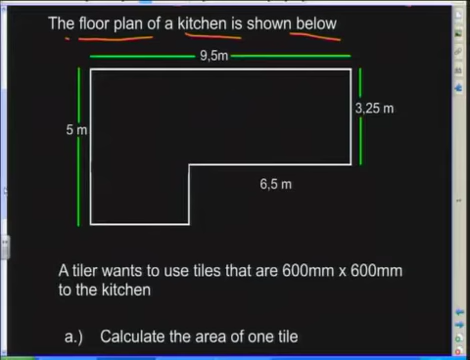 The floor plan of a kitchen is shown below
9,5m
3,25 m
5 m
6,5 m
A tiler wants to use tiles that are 600mm x 600mm
to the kitchen
a.) Calculate the area of one tile